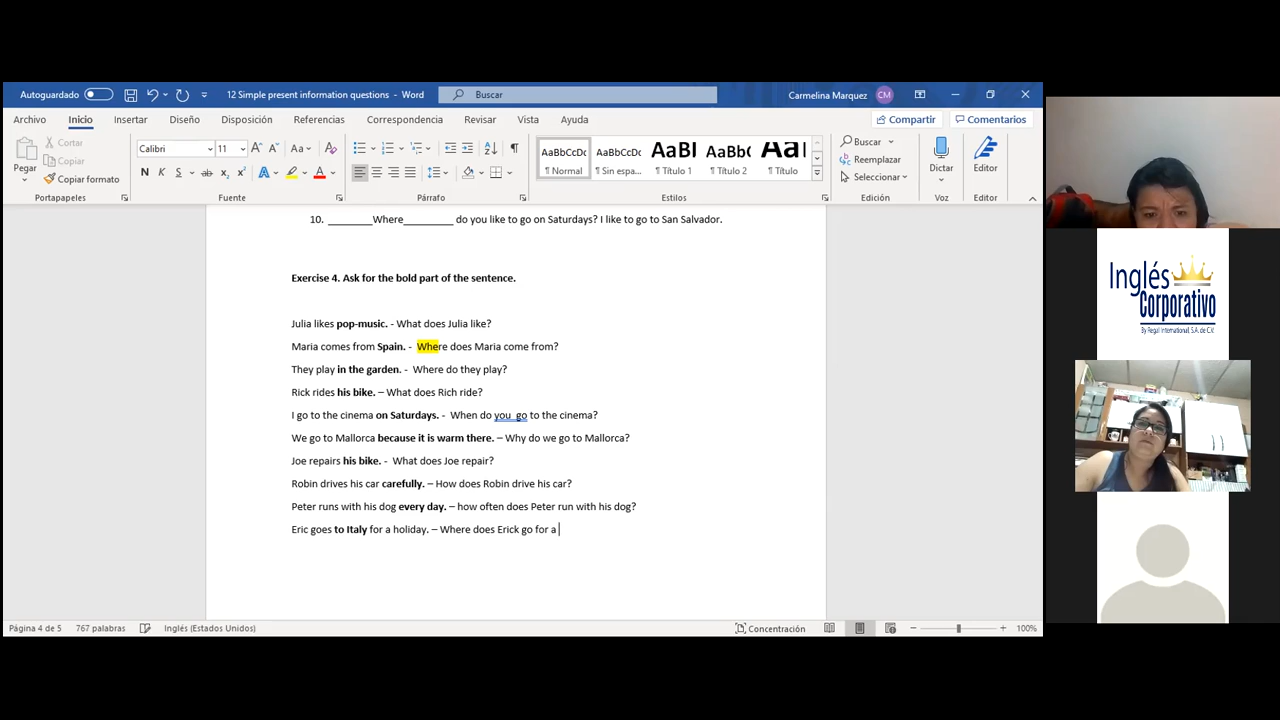 Autoguardado
12 Simple present information questions - Word
Buscar
Carmelina Marquez CM
Archivo Inicio Insertar Diseño Disposición Referencias Correspondencia Revisar Vista Ayuda
Compartir Comentarios
Pegar
Cortar
Copiar
Copiar formato
Calibri 11
N K S
AaBbCcDc AaBbCcDc AaBl AaBbC AaBb
¶ Normal ¶ Sin espa... ¶ Título 1 ¶ Título 2 ¶ Título
Buscar
Reemplazar
Seleccionar
Dictar
Editor
Portapapeles Fuente Párrafo Estilos Edición Voz Editor
10. ________Where_________ do you like to go on Saturdays? I like to go to San Salvador.
Exercise 4. Ask for the bold part of the sentence.
Julia likes pop-music. - What does Julia like?
Maria comes from Spain. - Where does Maria come from?
They play in the garden. - Where do they play?
Rick rides his bike. – What does Rich ride?
I go to the cinema on Saturdays. - When do you go to the cinema?
We go to Mallorca because it is warm there. – Why do we go to Mallorca?
Joe repairs his bike. - What does Joe repair?
Robin drives his car carefully. – How does Robin drive his car?
Peter runs with his dog every day. – how often does Peter run with his dog?
Eric goes to Italy for a holiday. – Where does Erick go for a
Página 4 de 5 767 palabras Inglés (Estados Unidos)
Concentración
100%
Inglés
Corporativo
By Regal International, S.A. de C.V.